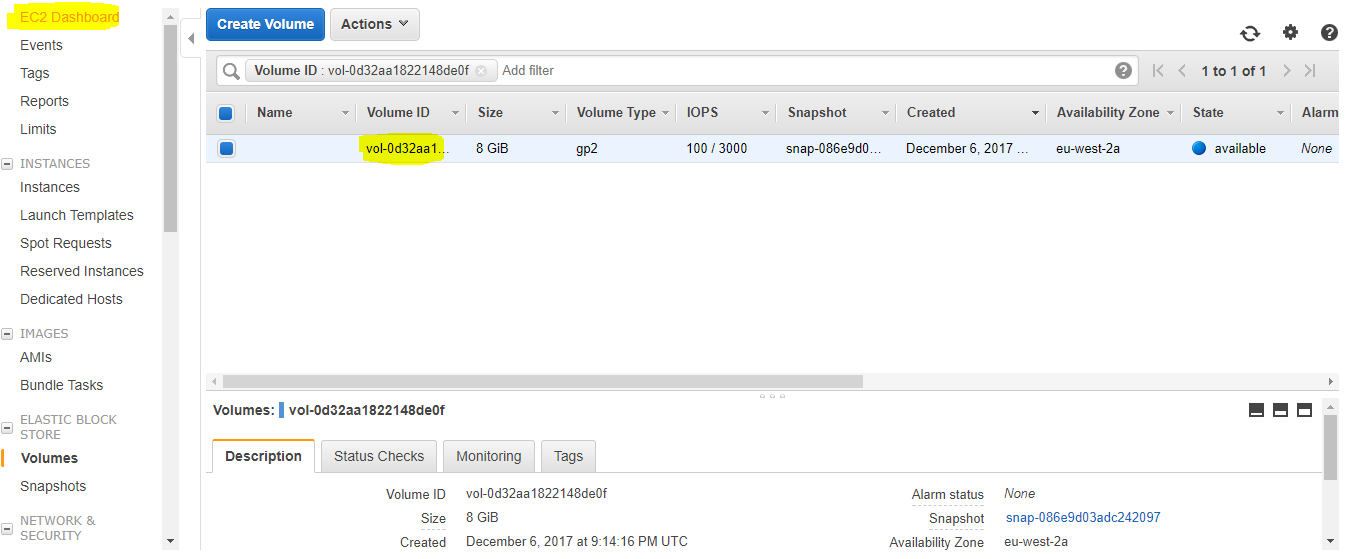 EC2 Dashboard
Events
Tags
Reports
Limits
INSTANCES
Instances
Launch Templates
Spot Requests
Reserved Instances
Dedicated Hosts
IMAGES
AMIs
Bundle Tasks
ELASTIC BLOCK
STORE
Volumes
Snapshots
NETWORK &
SECURITY
Create Volume Actions
Volume ID : vol-0d32aa1822148de0f Add filter 1 to 1 of 1
Name Volume ID Size Volume Type IOPS Snapshot Created Availability Zone State Alarm
vol-0d32aa1... 8 GiB gp2 100 / 3000 snap-086e9d0... December 6, 2017 ... eu-west-2a available None
Volumes: vol-0d32aa1822148de0f
Description Status Checks Monitoring Tags
Volume ID vol-0d32aa1822148de0f Alarm status None
Size 8 GiB Snapshot snap-086e9d03adc242097
Created December 6, 2017 at 9:14:16 PM UTC Availability Zone eu-west-2a